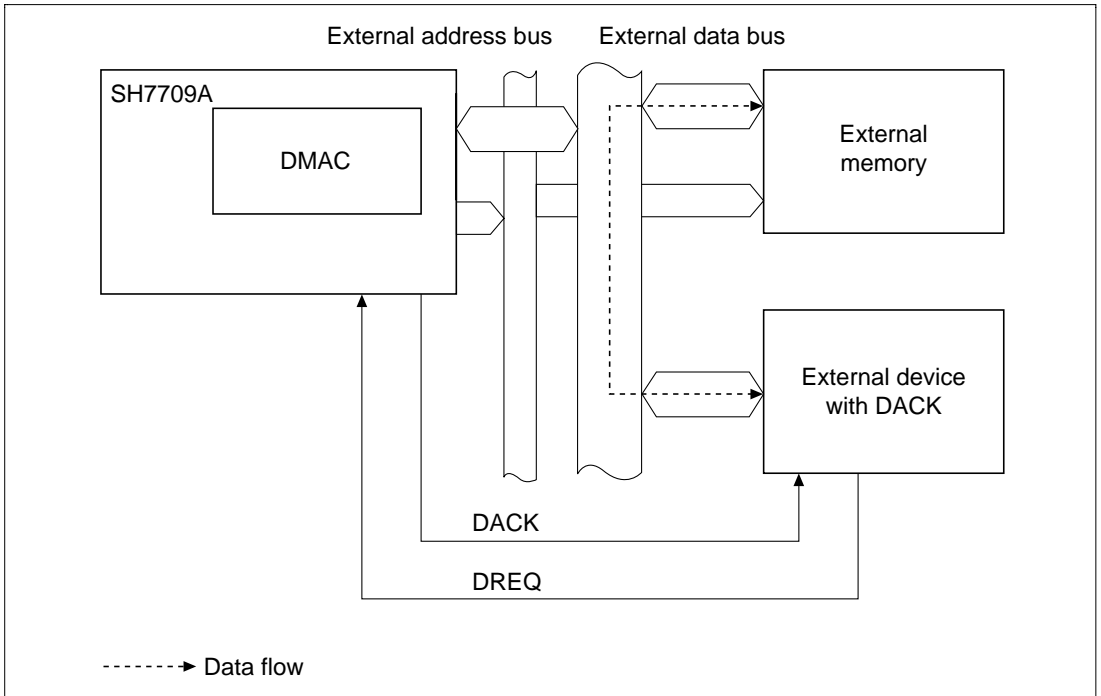 External address bus
External data bus
SH7709A
DMAC
External
memory
External device
with DACK
DACK
DREQ
Data flow